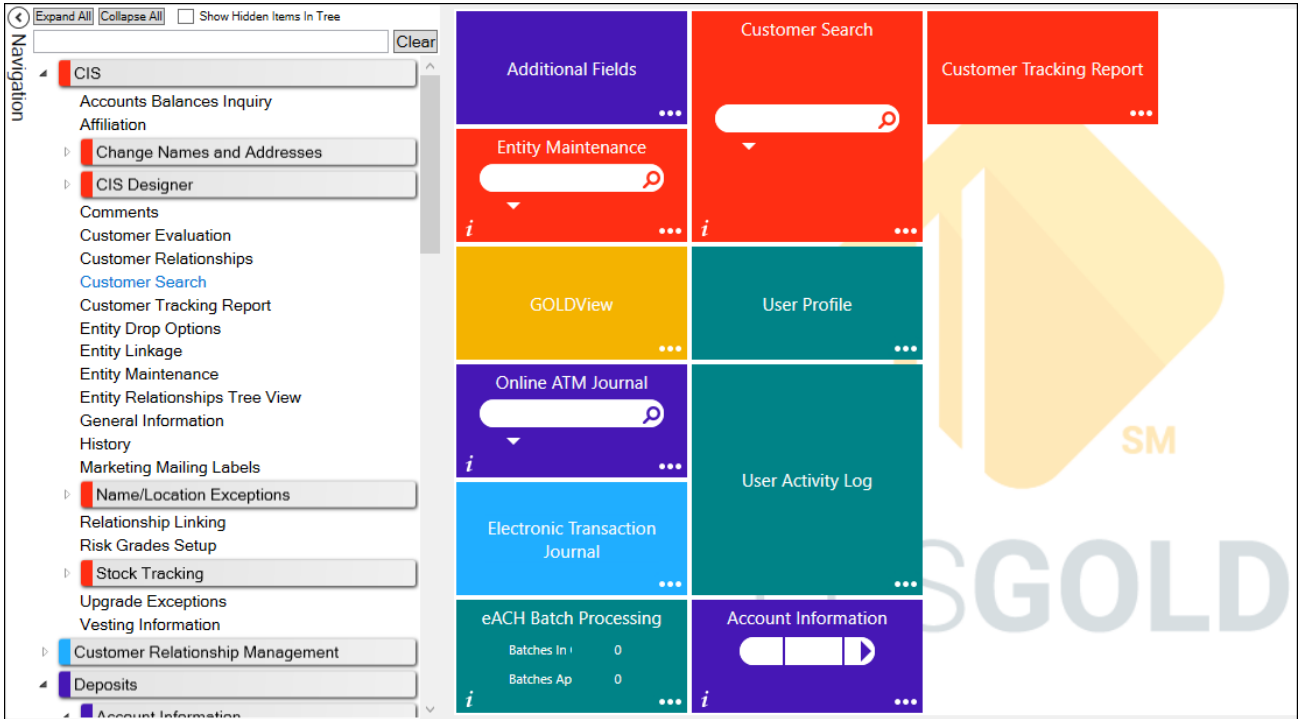 Expand All Collapse All Show Hidden Items In Tree
Clear
Navigation
CIS
Accounts Balances Inquiry
Affiliation
Change Names and Addresses
CIS Designer
Comments
Customer Evaluation
Customer Relationships
Customer Search
Customer Tracking Report
Entity Drop Options
Entity Linkage
Entity Maintenance
Entity Relationships Tree View
General Information
History
Marketing Mailing Labels
Name/Location Exceptions
Relationship Linking
Risk Grades Setup
Stock Tracking
Upgrade Exceptions
Vesting Information
Customer Relationship Management
Deposits
Account Information
Additional Fields
Customer Search
Customer Tracking Report
Entity Maintenance
i
i
GOLDView
User Profile
Online ATM Journal
i
User Activity Log
Electronic Transaction
Journal
eACH Batch Processing
Batches In 0
Batches Ap 0
i
Account Information
i
SM
SGOLD